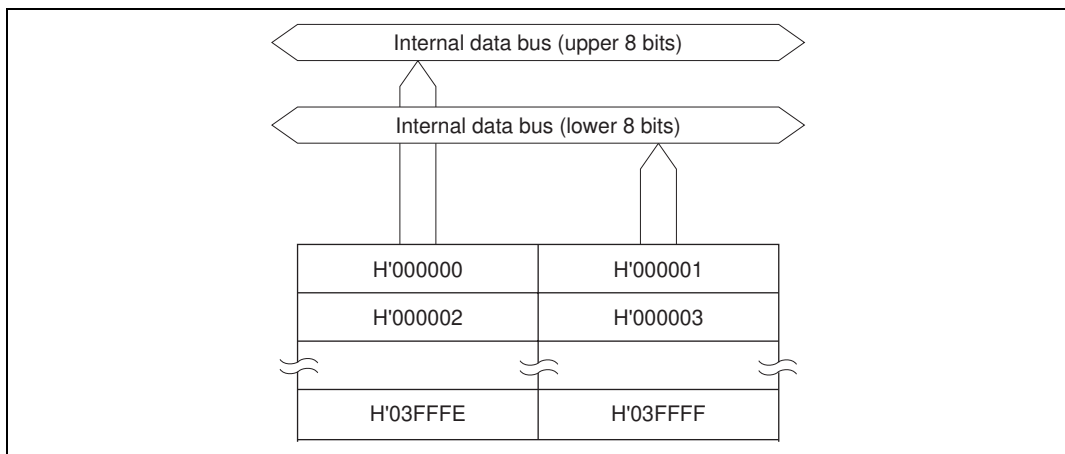 Internal data bus (upper 8 bits)
Internal data bus (lower 8 bits)
H'000000 H'000001
H'000002 H'000003
H'03FFFE H'03FFFF